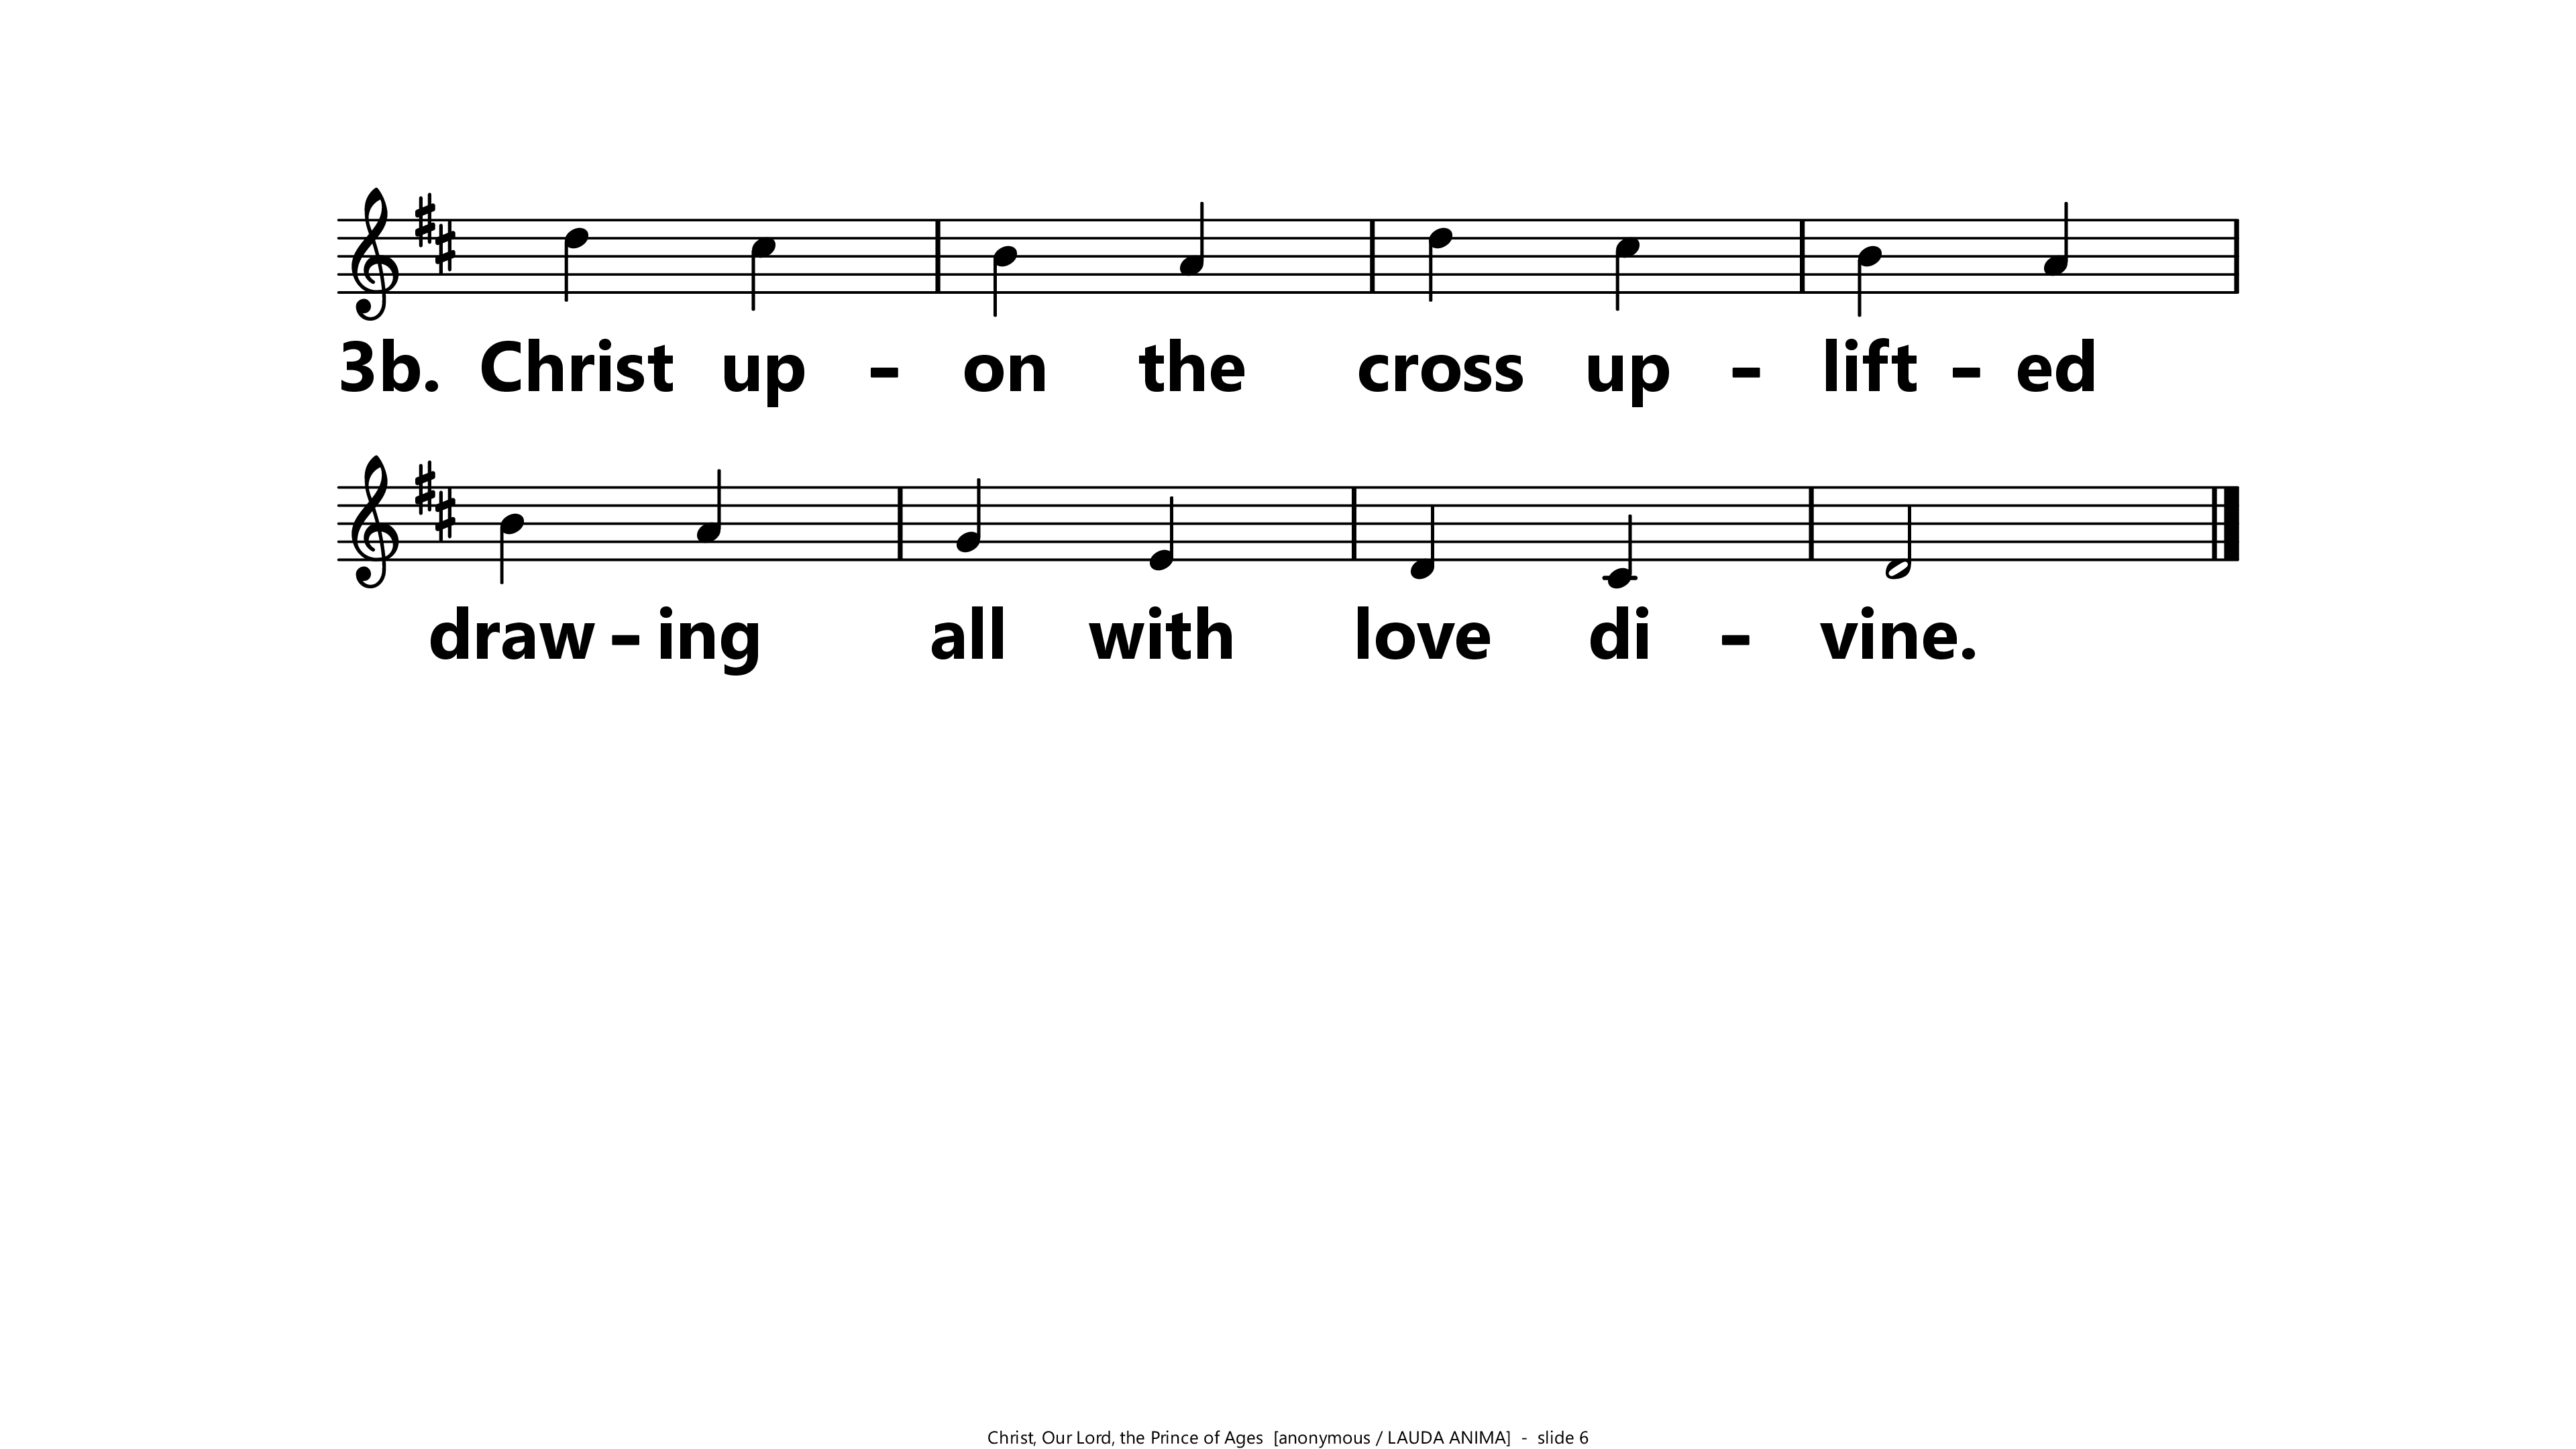 3b. Christ up - on the cross up - lift - ed
draw - ing all with love di - vine.
Christ, Our Lord, the Prince of Ages [anonymous / LAUDA ANIMA] - slide 6